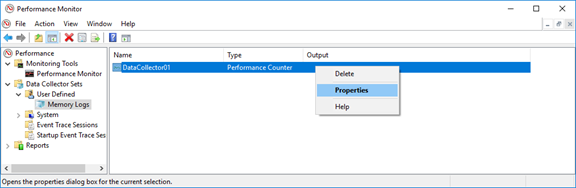 Performance Monitor
File Action View Window Help
Performance
Monitoring Tools
Performance Monitor
Data Collector Sets
User Defined
Memory Logs
System
Event Trace Sessions
Startup Event Trace Ses
Reports
Name Type Output
DataCollector01 Performance Counter
Delete
Properties
Help
Opens the properties dialog box for the current selection.